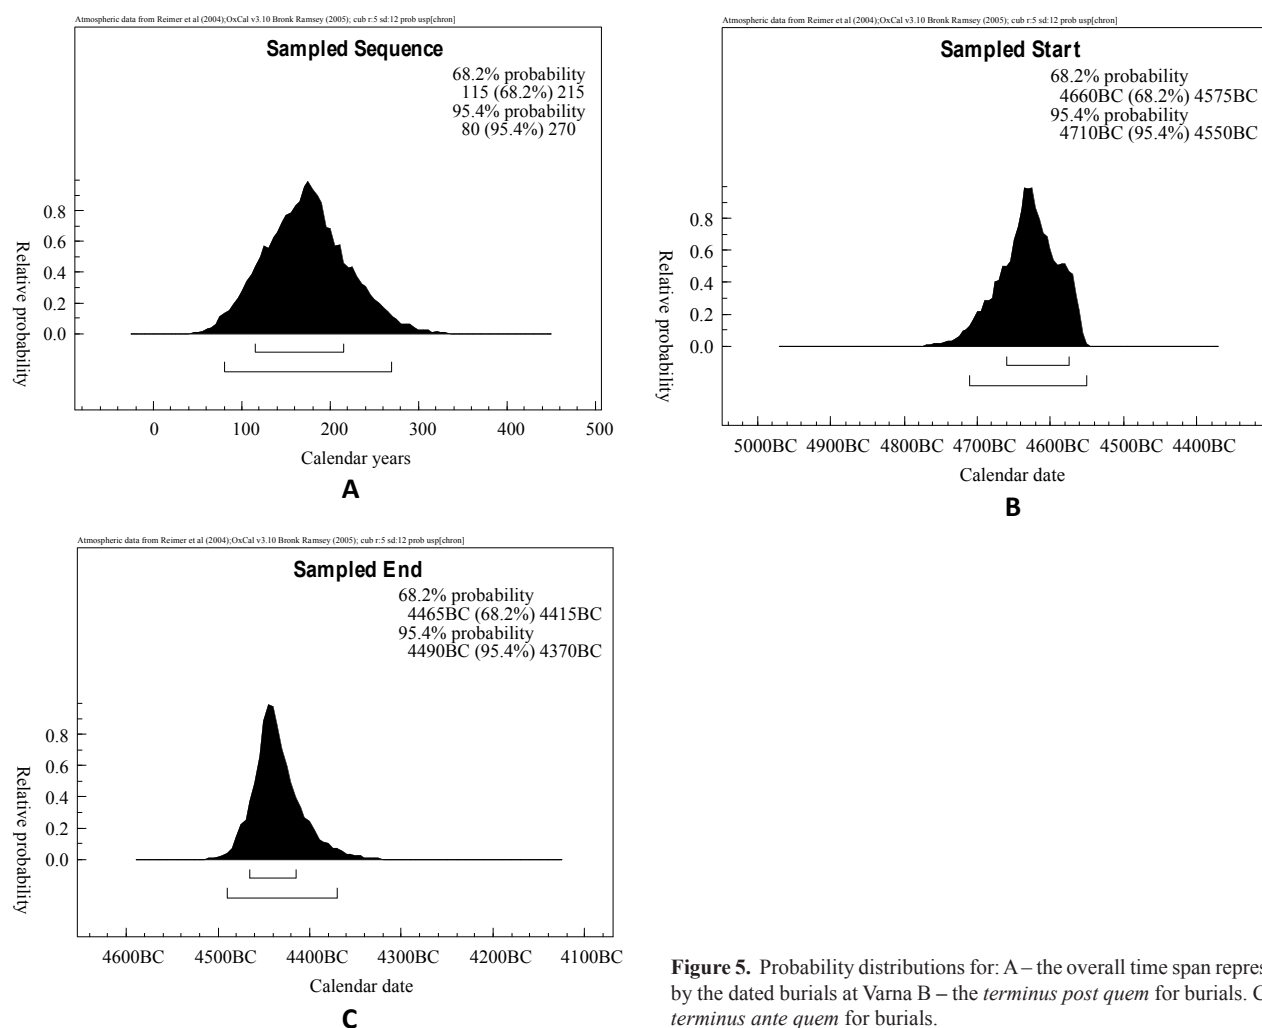 Atmospheric data from Reimer et al (2004);OxCal v3.10 Bronk Ramsey (2005); cub r:5 sd:12 prob usp[chron]
Sampled Sequence
68.2% probability
115 (68.2%) 215
95.4% probability
80 (95.4%) 270
Relative probability
0.8
0.6
0.4
0.2
0.0
0 100 200 300 400 500
Calendar years
A
Atmospheric data from Reimer et al (2004);OxCal v3.10 Bronk Ramsey (2005); cub r:5 sd:12 prob usp[chron]
Sampled Start
68.2% probability
4660BC (68.2%) 4575BC
95.4% probability
4710BC (95.4%) 4550BC
Relative probability
0.8
0.6
0.4
0.2
0.0
5000BC 4900BC 4800BC 4700BC 4600BC 4500BC 4400BC
Calendar date
B
Atmospheric data from Reimer et al (2004);OxCal v3.10 Bronk Ramsey (2005); cub r:5 sd:12 prob usp[chron]
Sampled End
68.2% probability
4465BC (68.2%) 4415BC
95.4% probability
4490BC (95.4%) 4370BC
Relative probability
0.8
0.6
0.4
0.2
0.0
4600BC 4500BC 4400BC 4300BC 4200BC 4100BC
Calendar date
C
Figure 5. Probability distributions for: A – the overall time span repres
by the dated burials at Varna B – the terminus post quem for burials. C
terminus ante quem for burials.